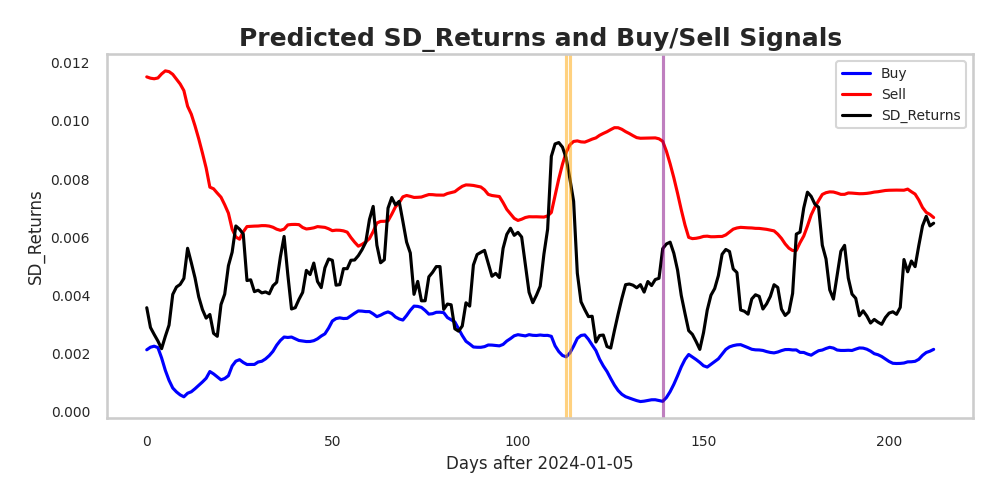 Predicted SD_Returns and Buy/Sell Signals
0.012
0.010
0.008
0.006
0.004
0.002
0.000
SD_Returns
Buy
Sell
SD_Returns
0 50 100 150 200
Days after 2024-01-05